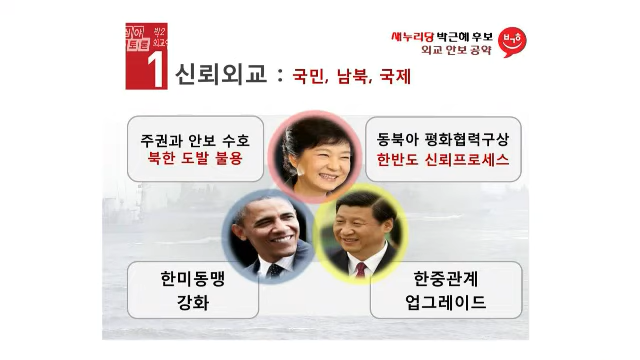 새누리당 박근혜 후보
외교 안보 공약
ㅂㄱㅎ
1
신뢰외교 : 국민, 남북, 국제
주권과 안보 수호
북한 도발 불용
동북아 평화협력구상
한반도 신뢰프로세스
한미동맹
강화
한중관계
업그레이드